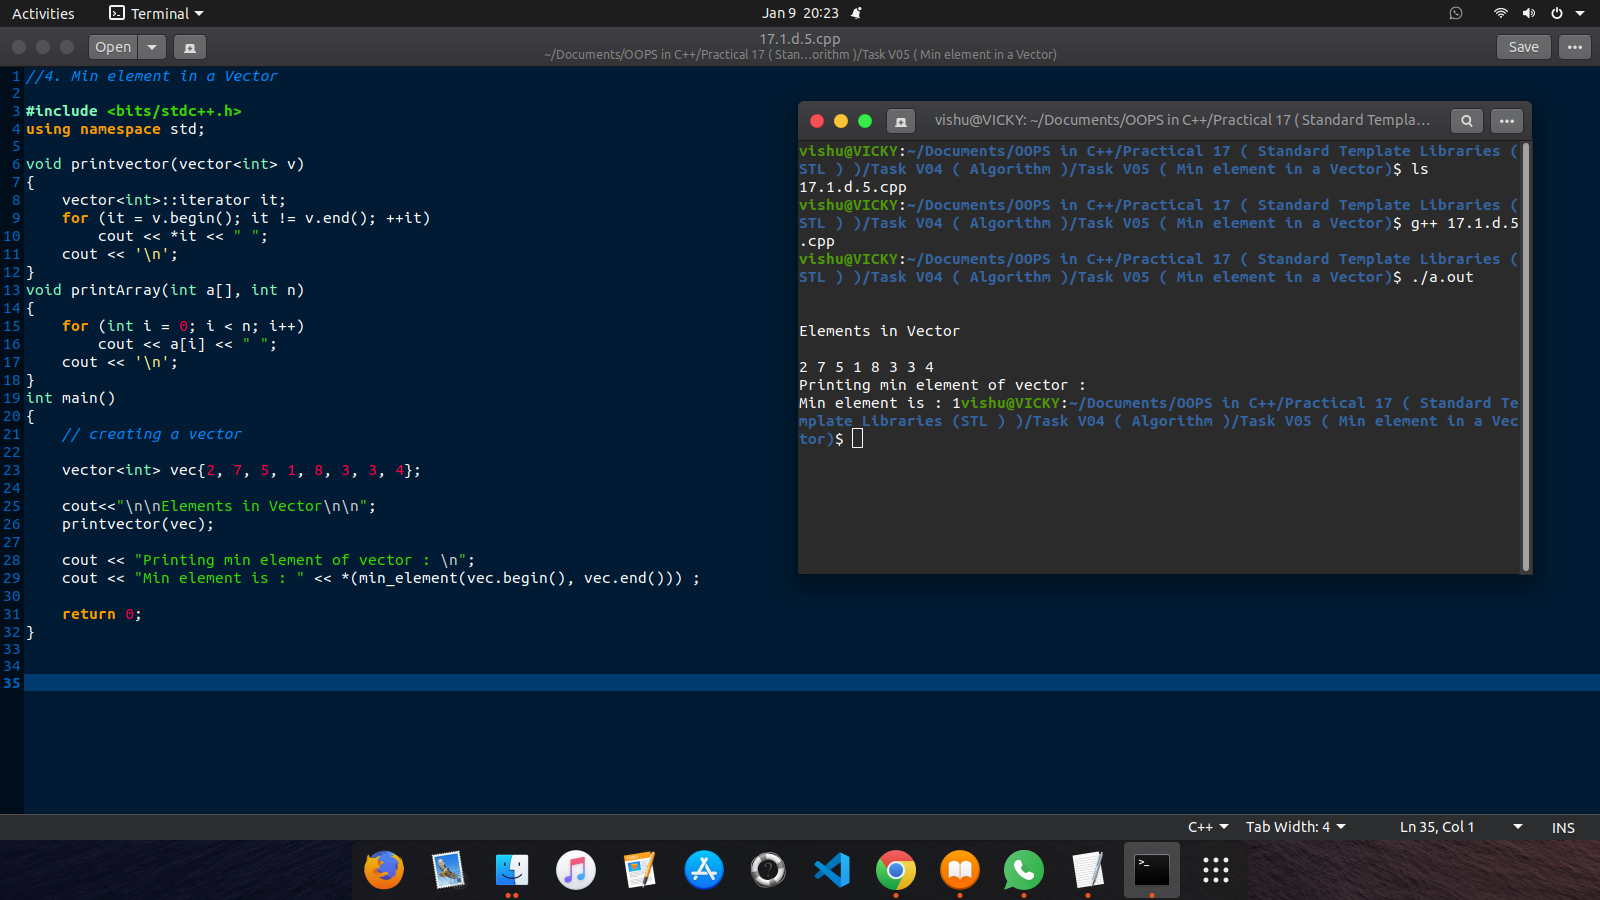 Activities
Terminal
Jan 9 20:23
Open
17.1.d.5.cpp
~/Documents/OOPS in C++/Practical 17 ( Stan...orithm )/Task V05 ( Min element in a Vector)
Save
1 //4. Min element in a Vector
2
3 #include <bits/stdc++.h>
4 using namespace std;
5
6 void printvector(vector<int> v)
7 {
8     vector<int>::iterator it;
9     for (it = v.begin(); it != v.end(); ++it)
10         cout << *it << " ";
11     cout << '\n';
12 }
13 void printArray(int a[], int n)
14 {
15     for (int i = 0; i < n; i++)
16         cout << a[i] << " ";
17     cout << '\n';
18 }
19 int main()
20 {
21     // creating a vector
22
23     vector<int> vec{2, 7, 5, 1, 8, 3, 3, 4};
24
25     cout<<"\n\nElements in Vector\n\n";
26     printvector(vec);
27
28     cout << "Printing min element of vector : \n";
29     cout << "Min element is : " << *(min_element(vec.begin(), vec.end())) ;
30
31     return 0;
32 }
33
34
35
vishu@VICKY: ~/Documents/OOPS in C++/Practical 17 ( Standard Templa...
vishu@VICKY:~/Documents/OOPS in C++/Practical 17 ( Standard Template Libraries (
STL ) )/Task V04 ( Algorithm )/Task V05 ( Min element in a Vector)$ ls
17.1.d.5.cpp
vishu@VICKY:~/Documents/OOPS in C++/Practical 17 ( Standard Template Libraries (
STL ) )/Task V04 ( Algorithm )/Task V05 ( Min element in a Vector)$ g++ 17.1.d.5
.cpp
vishu@VICKY:~/Documents/OOPS in C++/Practical 17 ( Standard Template Libraries (
STL ) )/Task V04 ( Algorithm )/Task V05 ( Min element in a Vector)$ ./a.out
Elements in Vector
2 7 5 1 8 3 3 4
Printing min element of vector :
Min element is : 1vishu@VICKY:~/Documents/OOPS in C++/Practical 17 ( Standard Te
mplate Libraries (STL ) )/Task V04 ( Algorithm )/Task V05 ( Min element in a Vec
tor)$
C++
Tab Width: 4
Ln 35, Col 1
INS